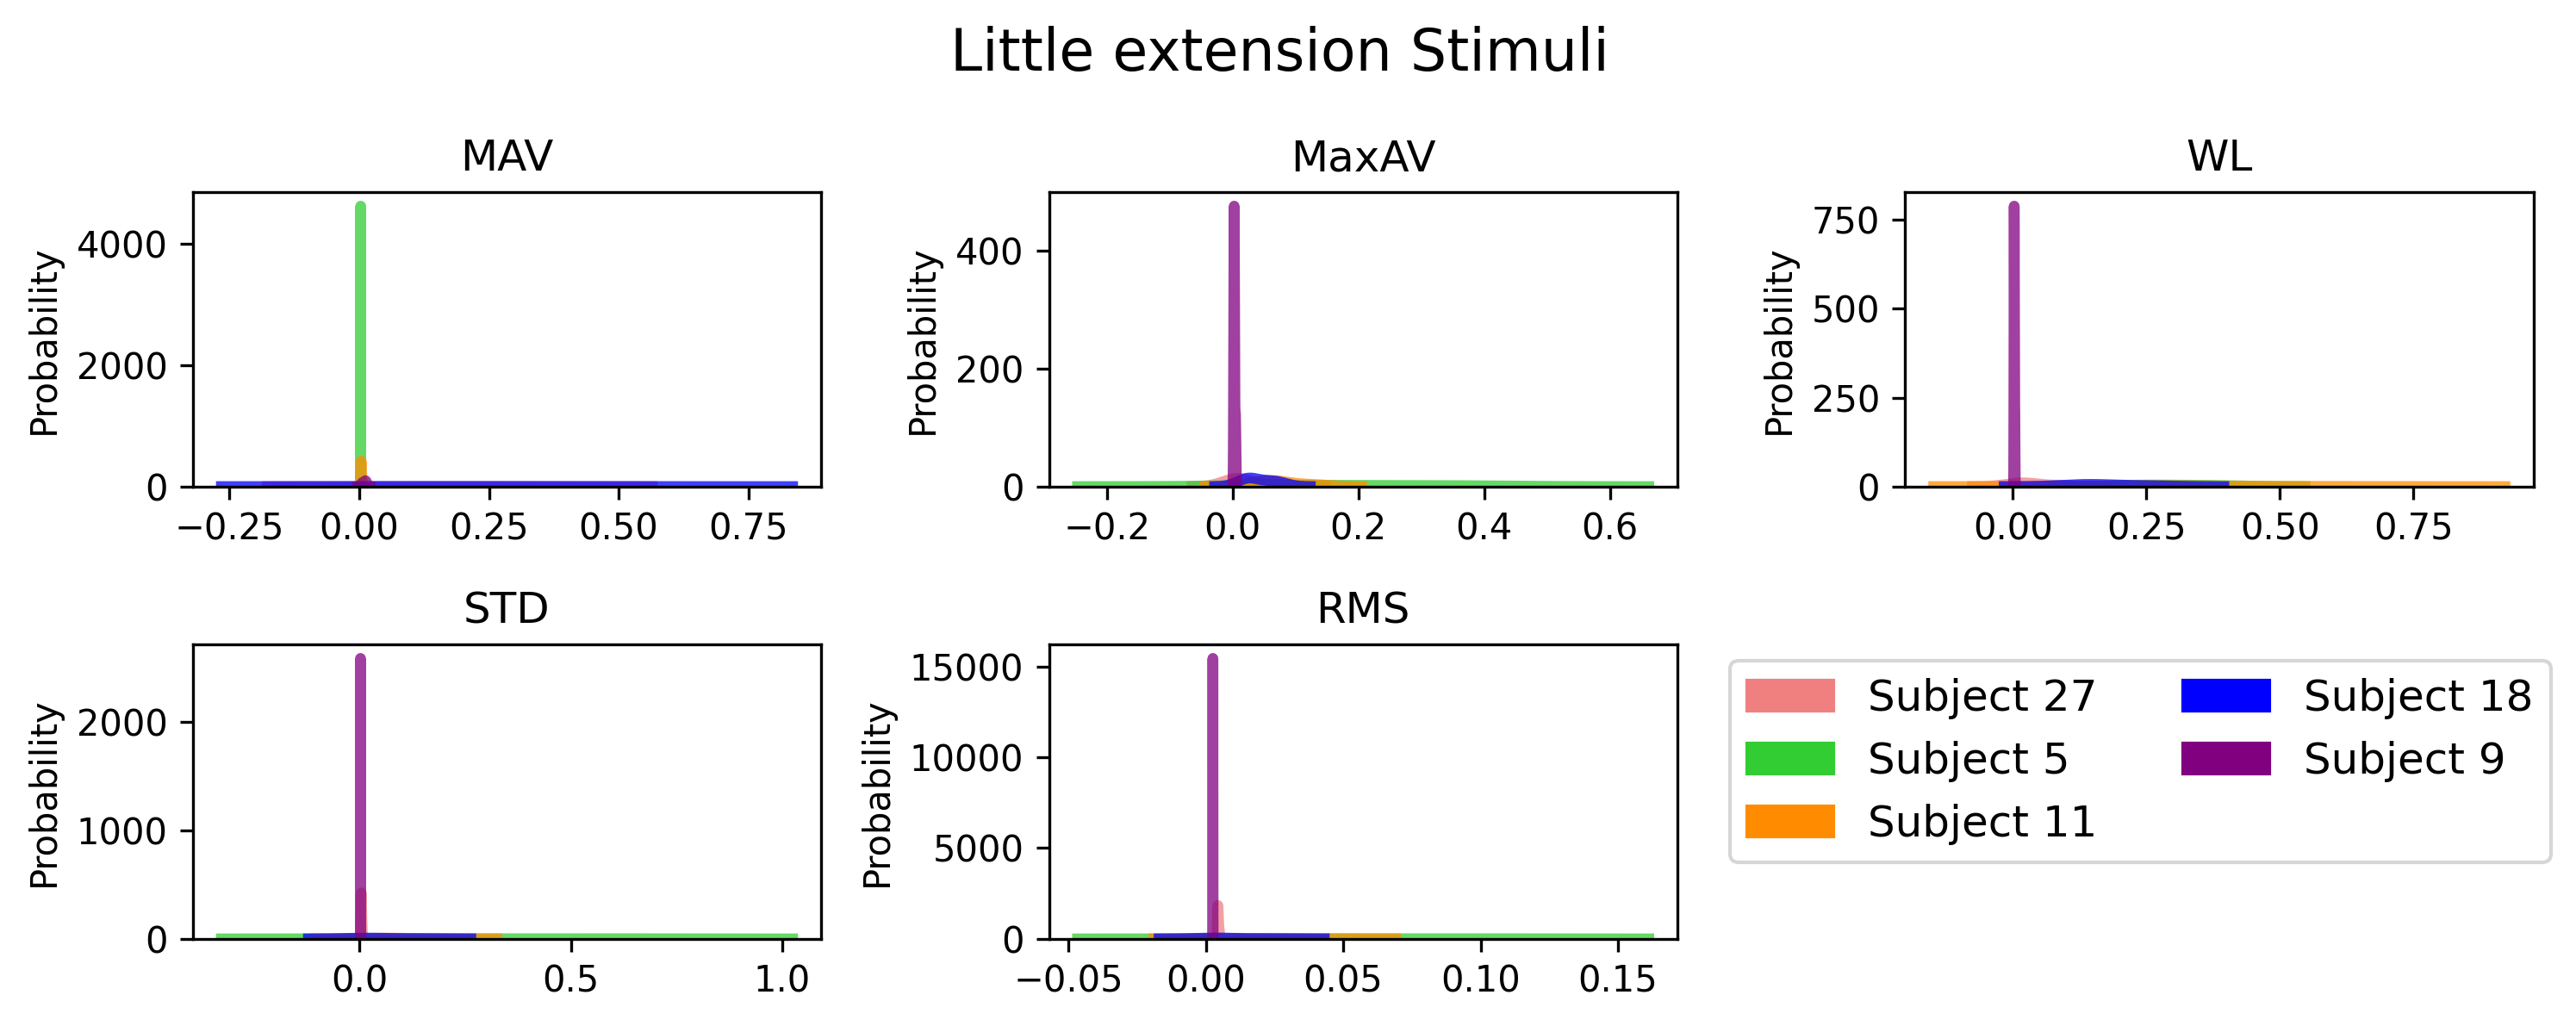 Little extension Stimuli
MAV
Probability
4000
2000
0
−0.25 0.00 0.25 0.50 0.75
MaxAV
Probability
400
200
0
−0.2 0.0 0.2 0.4 0.6
WL
Probability
750
500
250
0
0.00 0.25 0.50 0.75
STD
Probability
2000
1000
0
0.0 0.5 1.0
RMS
Probability
15000
10000
5000
0
−0.05 0.00 0.05 0.10 0.15
Subject 27
Subject 5
Subject 11
Subject 18
Subject 9